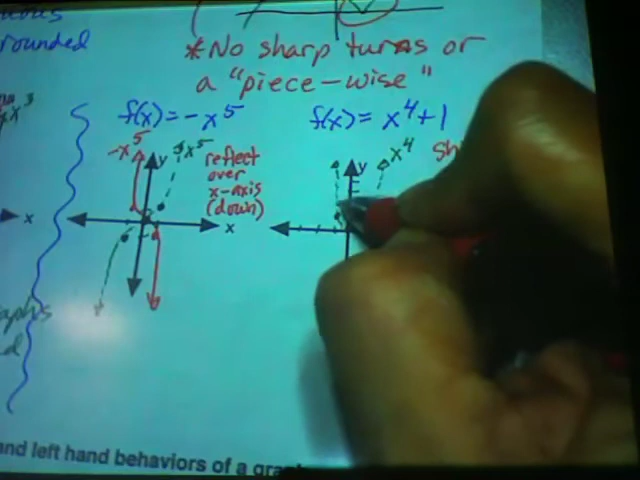 rounded
*No sharp turns or
a "piece-wise"
x³
f(x) = -x⁵
f(x) = x⁴+1
-x⁵
y
x⁵
reflect
over
x-axis
(down)
x
x
y
x⁴
and left hand behaviors of a